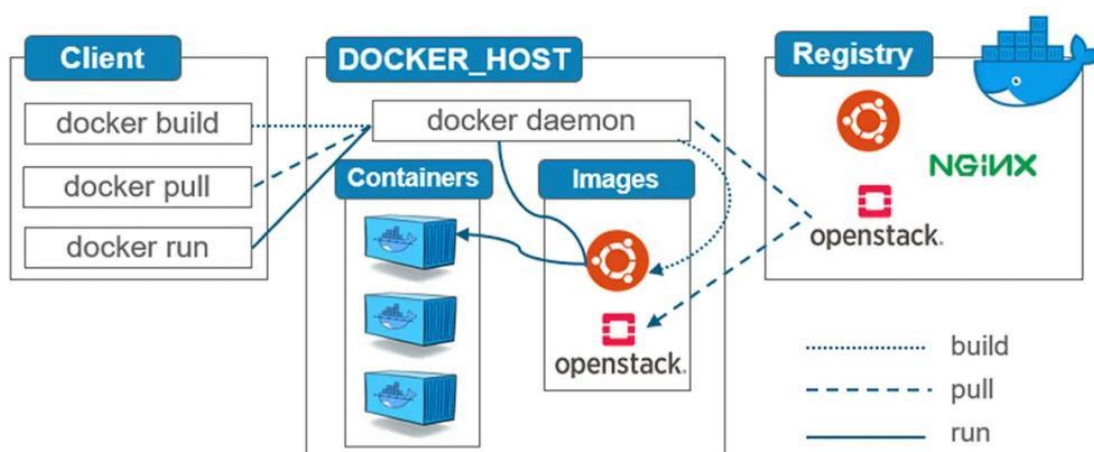 Client
docker build
docker pull
docker run
DOCKER_HOST
docker daemon
Containers
Images
openstack.
Registry
NGINX
openstack.
build
pull
run